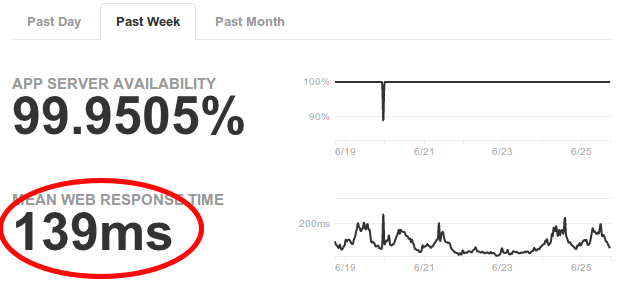 Past Day Past Week Past Month
APP SERVER AVAILABILITY
99.9505%
100%
90%
6/19 6/21 6/23 6/25
MEAN WEB RESPONSE TIME
139ms
200ms
6/19 6/21 6/23 6/25